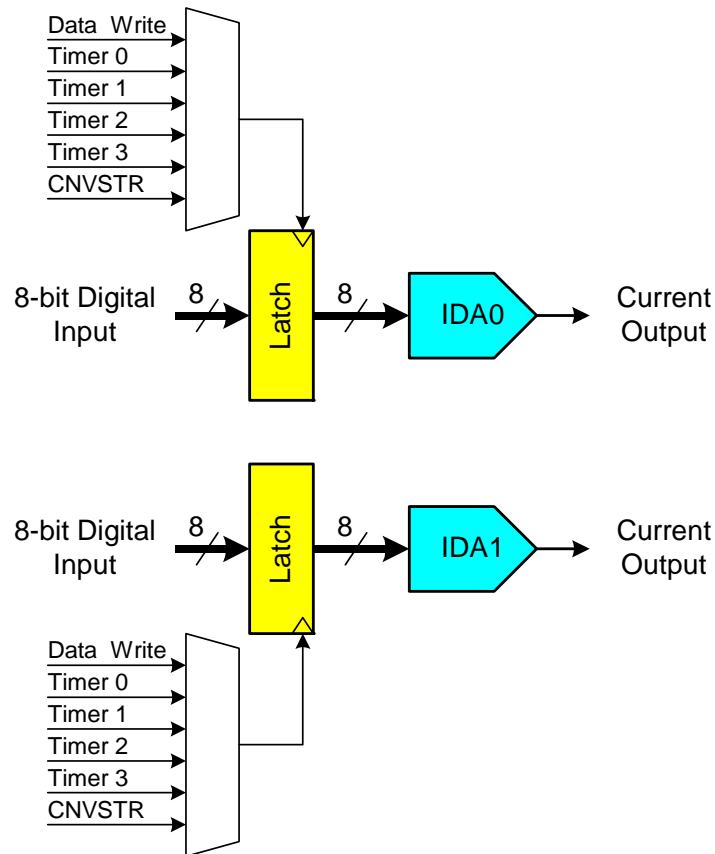 Data Write
Timer 0
Timer 1
Timer 2
Timer 3
CNVSTR
8-bit Digital
Input
8
Latch
8
IDA0
Current
Output
8-bit Digital
Input
8
Latch
8
IDA1
Current
Output
Data Write
Timer 0
Timer 1
Timer 2
Timer 3
CNVSTR